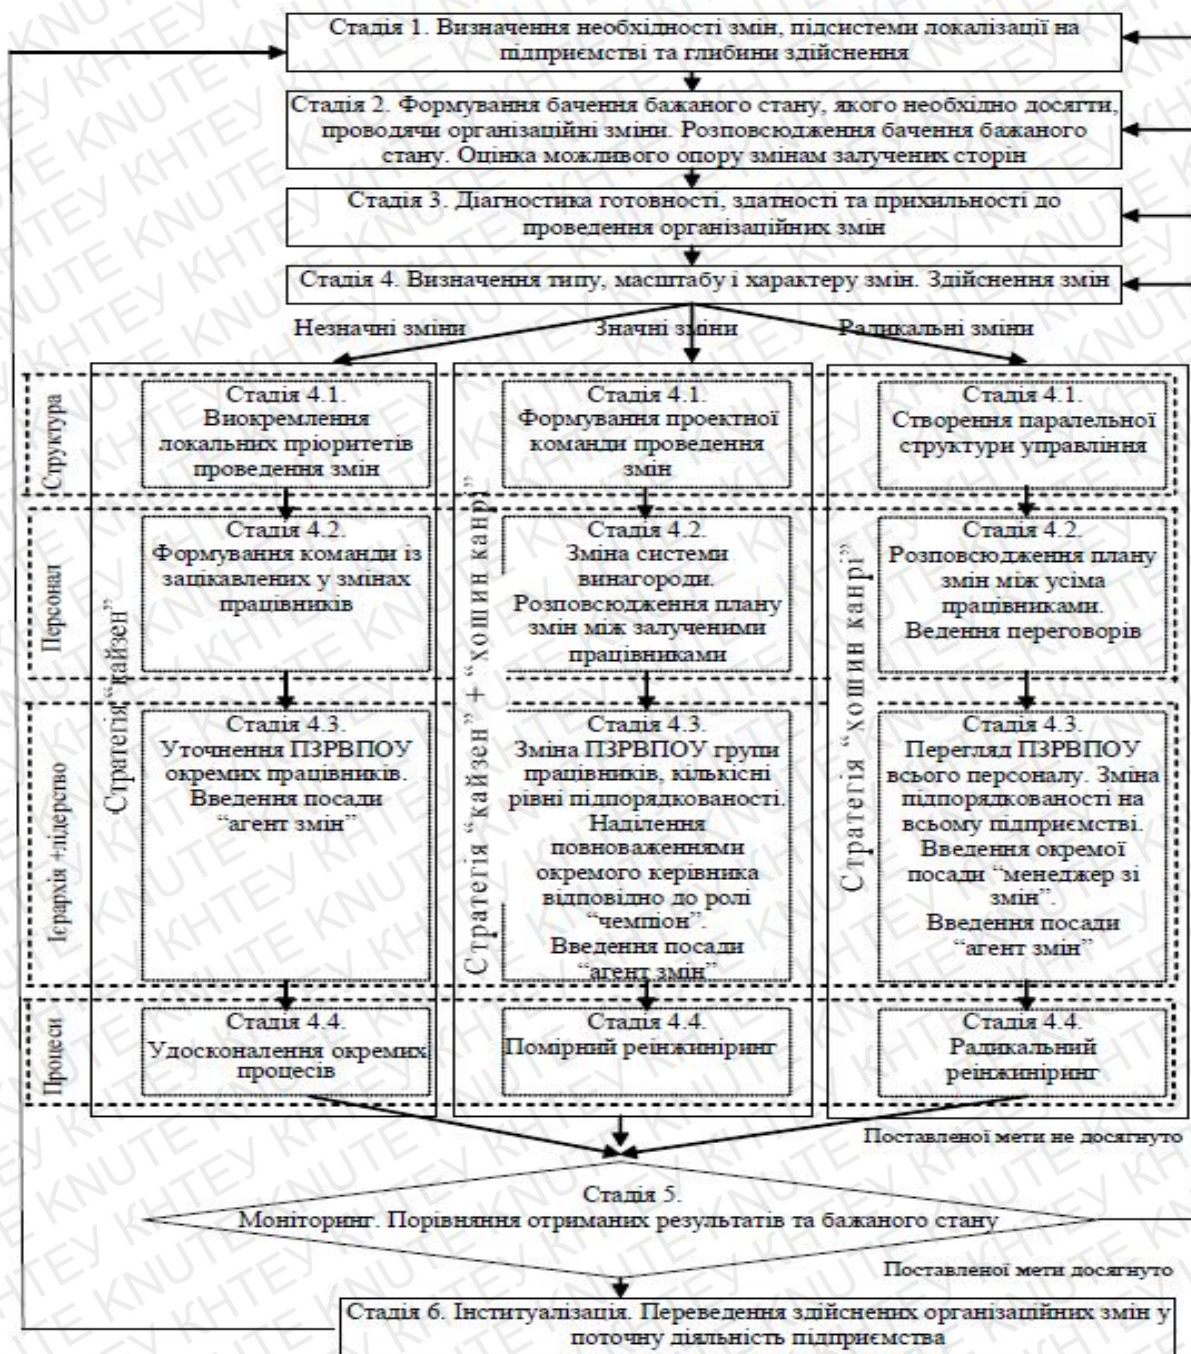 Стадія 1. Визначення необхідності змін, підсистеми локалізації на
підприємстві та глибини здійснення
Стадія 2. Формування бачення бажаного стану, якого необхідно досягти,
проводячи організаційні зміни. Розповсюдження бачення бажаного
стану. Оцінка можливого опору змінам залучених сторін
Стадія 3. Діагностика готовності, здатності та прихильності до
проведення організаційних змін
Стадія 4. Визначення типу, масштабу і характеру змін. Здійснення змін
Незначні зміни
Значні зміни
Радикальні зміни
Структура
Персонал
Ієрархія +лідерство
Процеси
Стратегія “кайзен”
Стадія 4.1.
Виокремлення
локальних пріоритетів
проведення змін
Стадія 4.2.
Формування команди із
зацікавлених у змінах
працівників
Стадія 4.3.
Уточнення ПЗРВПОУ
окремих працівників.
Введення посади
“агент змін”
Стадія 4.4.
Удосконалення окремих
процесів
Стратегія “кайзен” + “хошин канрі”
Стадія 4.1.
Формування проектної
команди проведення
змін
Стадія 4.2.
Зміна системи
винагороди.
Розповсюдження плану
змін між залученими
працівниками
Стадія 4.3.
Зміна ПЗРВПОУ групи
працівників, кількісні
рівні підпорядкованості.
Наділення
повноваженнями
окремого керівника
відповідно до ролі
“чемпіон”.
Введення посади
“агент змін”
Стадія 4.4.
Помірний реінжиніринг
Стратегія “хошин канрі”
Стадія 4.1.
Створення паралельної
структури управління
Стадія 4.2.
Розповсюдження плану
змін між усіма
працівниками.
Ведення переговорів
Стадія 4.3.
Перегляд ПЗРВПОУ
всього персоналу. Зміна
підпорядкованості на
всьому підприємстві.
Введення окремої
посади “менеджер зі
змін”.
Введення посади
“агент змін”
Стадія 4.4.
Радикальний
реінжиніринг
Поставленої мети не досягнуто
Стадія 5.
Моніторинг. Порівняння отриманих результатів та бажаного стану
Поставленої мети досягнуто
Стадія 6. Інституалізація. Переведення здійснених організаційних змін у
поточну діяльність підприємства